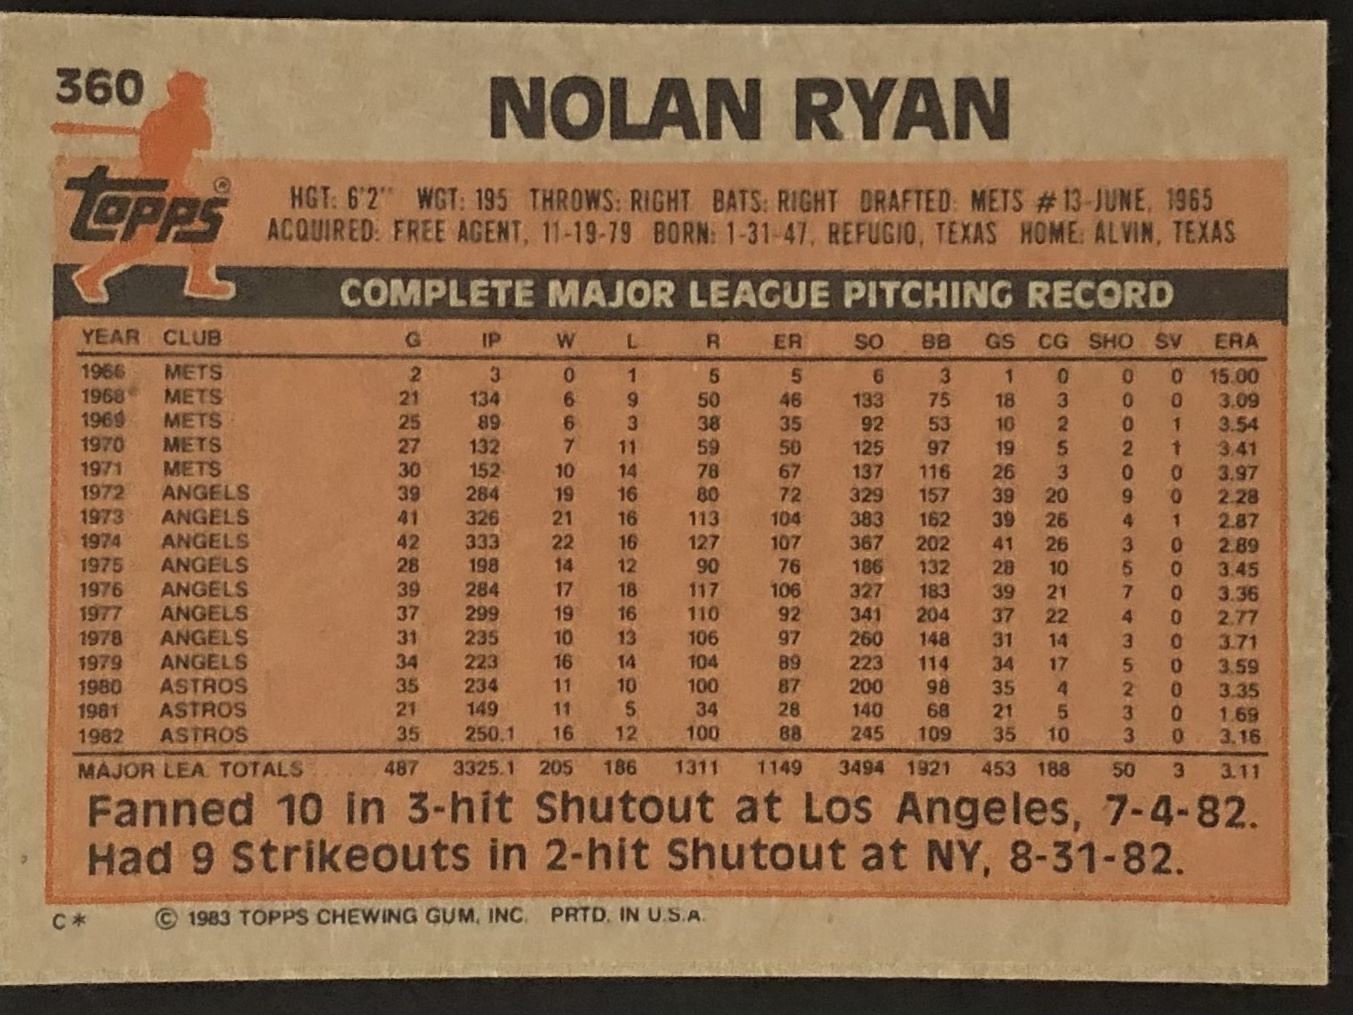 360
NOLAN RYAN
TOPPS®
HGT: 6'2" WGT: 195 THROWS: RIGHT BATS: RIGHT DRAFTED: METS #13-JUNE, 1965
ACQUIRED: FREE AGENT, 11-19-79 BORN: 1-31-47, REFUGIO, TEXAS HOME: ALVIN, TEXAS
COMPLETE MAJOR LEAGUE PITCHING RECORD
YEAR CLUB G IP W L R ER SO BB GS CG SHO SV ERA
1966 METS 2 3 0 1 5 5 6 3 1 0 0 0 15.00
1968 METS 21 134 6 9 50 46 133 75 18 3 0 0 3.09
1969 METS 25 89 6 3 38 35 92 53 10 2 0 1 3.54
1970 METS 27 132 7 11 59 50 125 97 19 5 2 1 3.41
1971 METS 30 152 10 14 78 67 137 116 26 3 0 0 3.97
1972 ANGELS 39 284 19 16 80 72 329 157 39 20 9 0 2.28
1973 ANGELS 41 326 21 16 113 104 383 162 39 26 4 1 2.87
1974 ANGELS 42 333 22 16 127 107 367 202 41 26 3 0 2.89
1975 ANGELS 28 198 14 12 90 76 186 132 28 10 5 0 3.45
1976 ANGELS 39 284 17 18 117 106 327 183 39 21 7 0 3.36
1977 ANGELS 37 299 19 16 110 92 341 204 37 22 4 0 2.77
1978 ANGELS 31 235 10 13 106 97 260 148 31 14 3 0 3.71
1979 ANGELS 34 223 16 14 104 89 223 114 34 17 5 0 3.59
1980 ASTROS 35 234 11 10 100 87 200 98 35 4 2 0 3.35
1981 ASTROS 21 149 11 5 34 28 140 68 21 5 3 0 1.69
1982 ASTROS 35 250.1 16 12 100 88 245 109 35 10 3 0 3.16
MAJOR LEA. TOTALS 487 3325.1 205 186 1311 1149 3494 1921 453 188 50 3 3.11
Fanned 10 in 3-hit Shutout at Los Angeles, 7-4-82.
Had 9 Strikeouts in 2-hit Shutout at NY, 8-31-82.
C* © 1983 TOPPS CHEWING GUM, INC. PRTD. IN U.S.A.